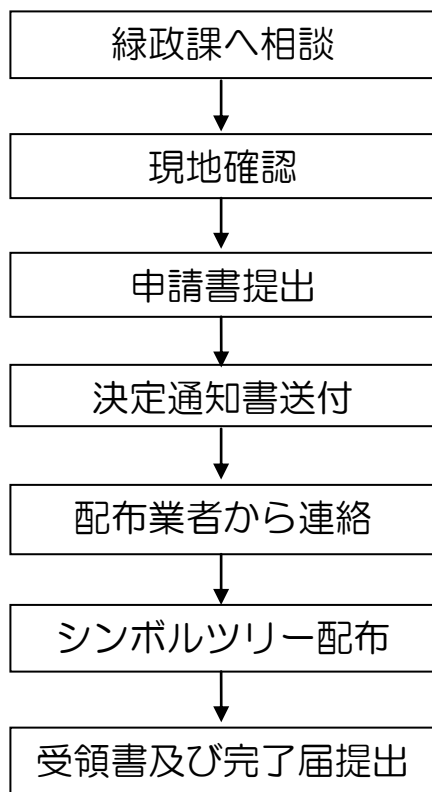 緑政課へ相談
現地確認
申請書提出
決定通知書送付
配布業者から連絡
シンボルツリー配布
受領書及び完了届提出